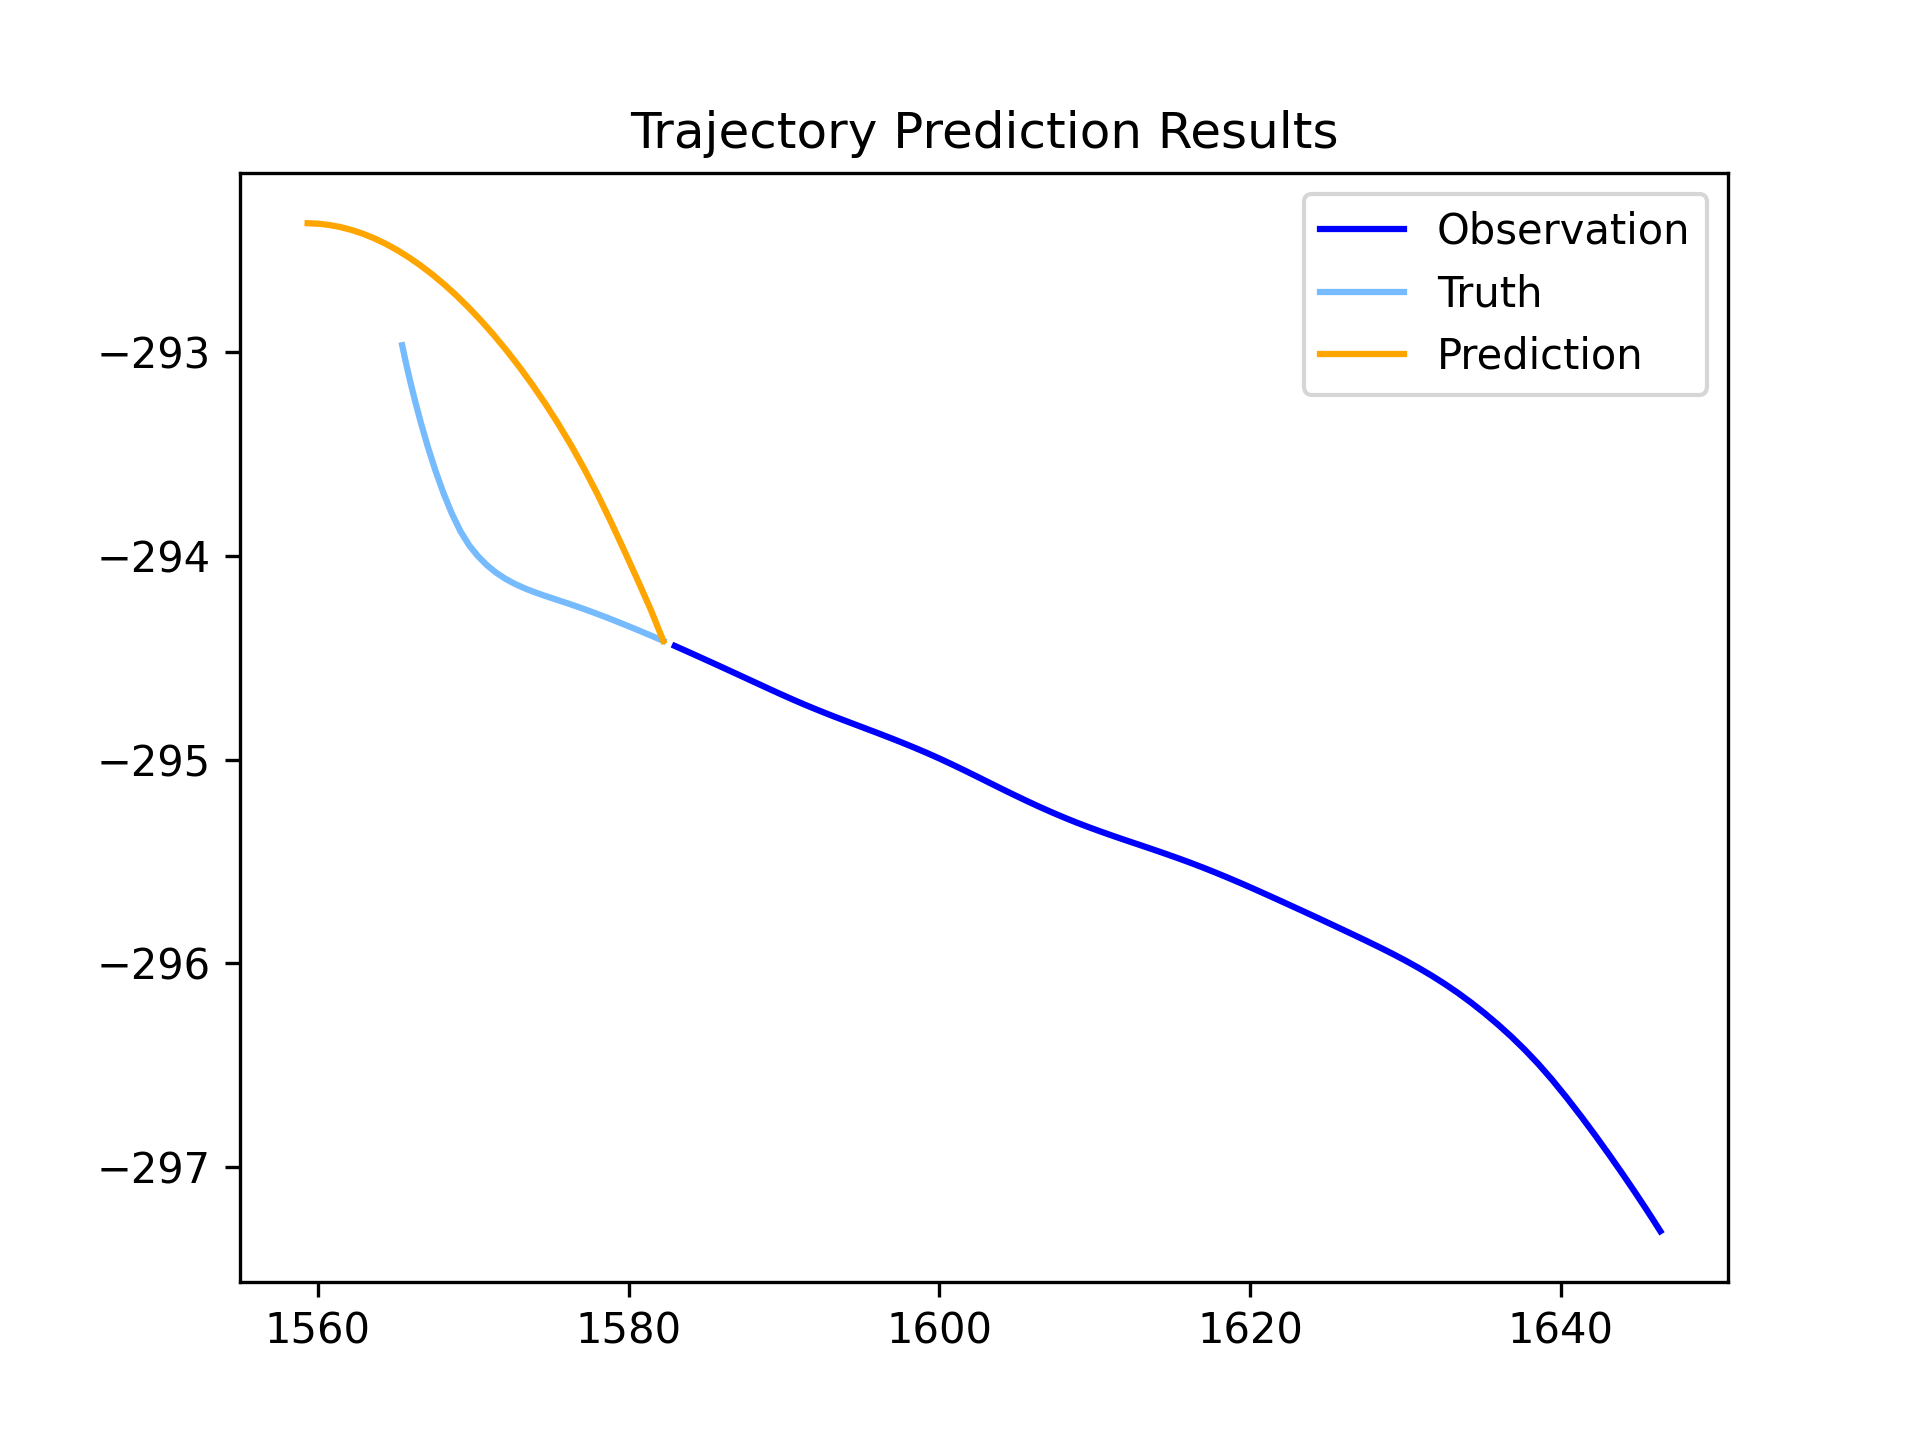 Trajectory Prediction Results
Observation
Truth
Prediction
−293
−294
−295
−296
−297
1560 1580 1600 1620 1640